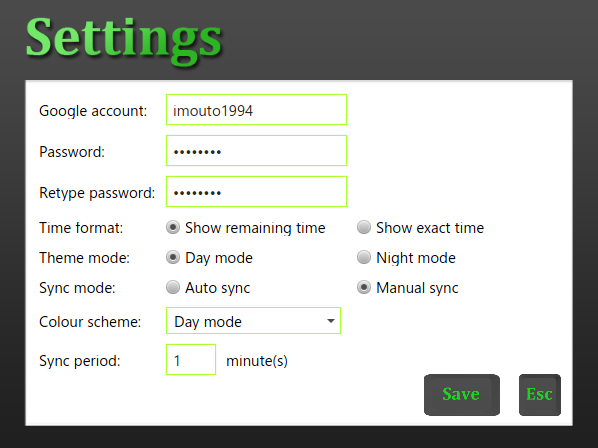 Settings
Google account: imouto1994
Password: ••••••••
Retype password: ••••••••
Time format: Show remaining time Show exact time
Theme mode: Day mode Night mode
Sync mode: Auto sync Manual sync
Colour scheme: Day mode
Sync period: 1 minute(s)
Save Esc